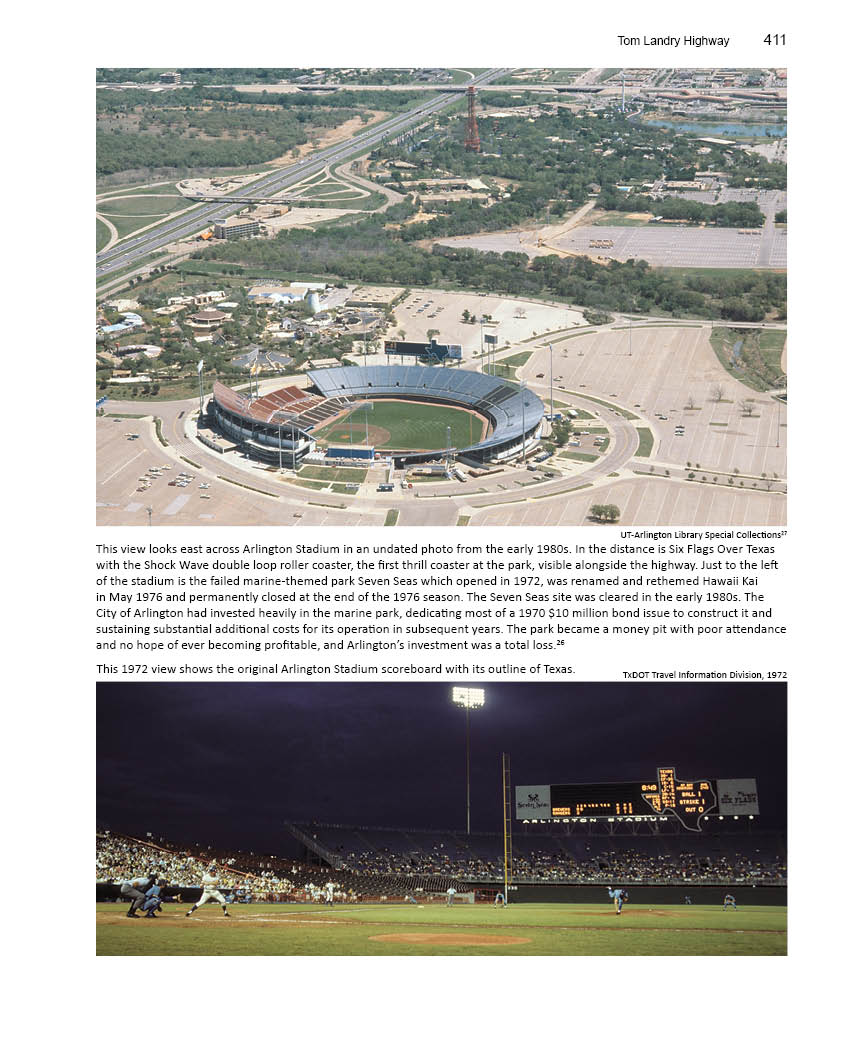 Tom Landry Highway 411
UT-Arlington Library Special Collections²⁷
This view looks east across Arlington Stadium in an undated photo from the early 1980s. In the distance is Six Flags Over Texas
with the Shock Wave double loop roller coaster, the first thrill coaster at the park, visible alongside the highway. Just to the left
of the stadium is the failed marine-themed park Seven Seas which opened in 1972, was renamed and rethemed Hawaii Kai
in May 1976 and permanently closed at the end of the 1976 season. The Seven Seas site was cleared in the early 1980s. The
City of Arlington had invested heavily in the marine park, dedicating most of a 1970 $10 million bond issue to construct it and
sustaining substantial additional costs for its operation in subsequent years. The park became a money pit with poor attendance
and no hope of ever becoming profitable, and Arlington's investment was a total loss.²⁶
This 1972 view shows the original Arlington Stadium scoreboard with its outline of Texas.
TxDOT Travel Information Division, 1972
TEXAS
8:49
BALL 1
STRIKE 1
OUT 0
Seven Seas
SIX FLAGS
BREWERS
RANGERS
ARLINGTON STADIUM